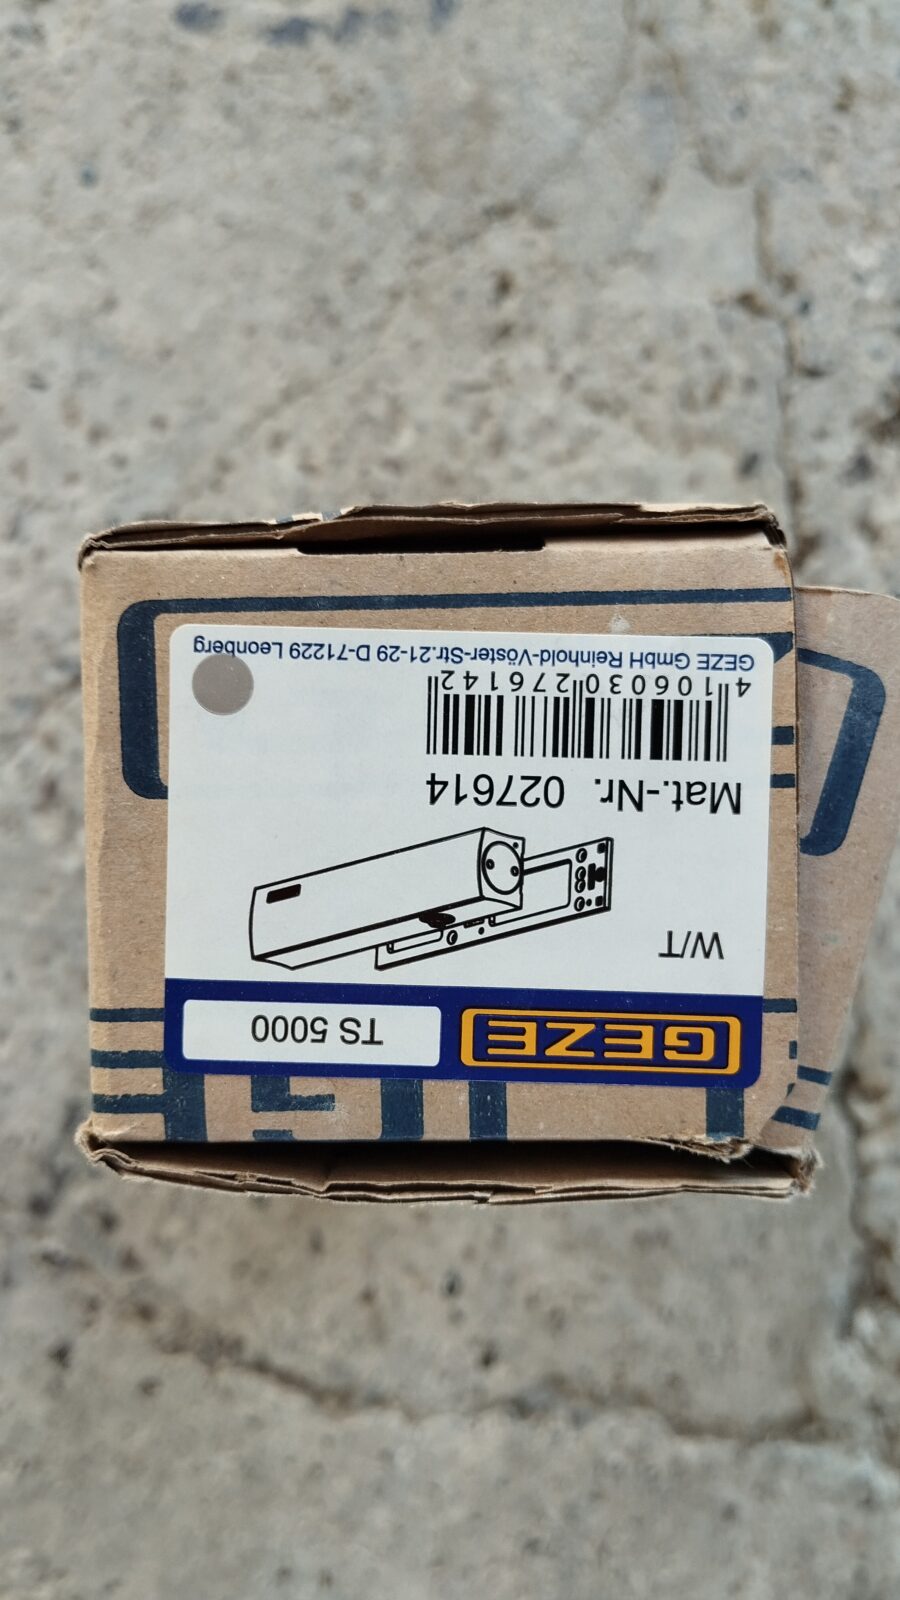 GEZE
TS 5000
W/T
Mat.-Nr. 027614
4 106030 276142
GEZE GmbH Reinhold-Vöster-Str.21-29 D-71229 Leonberg